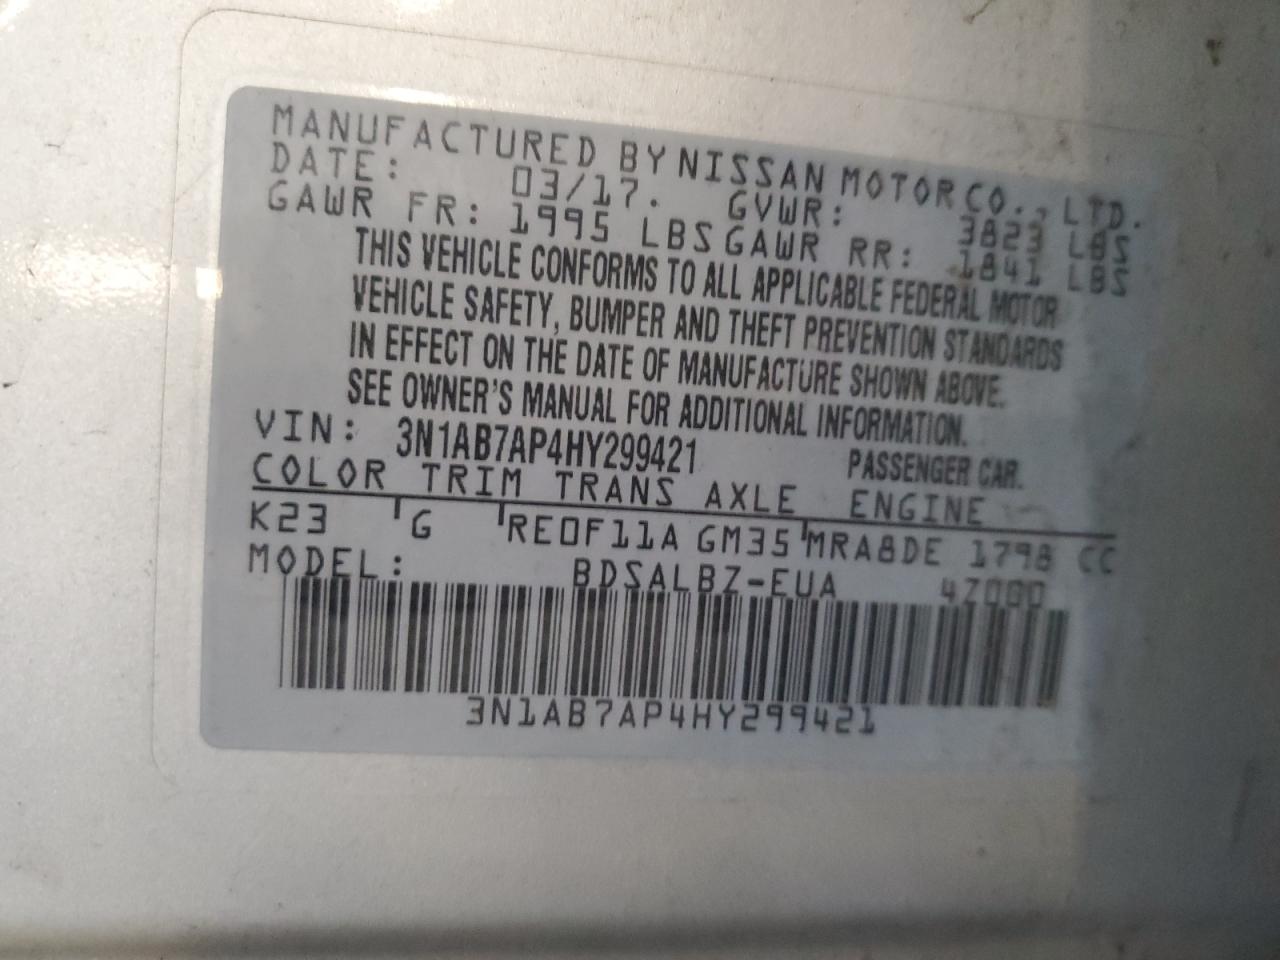 MANUFACTURED BY NISSAN MOTOR CO., LTD.
DATE: 03/17. GVWR: 3823 LBS
GAWR FR: 1995 LBS GAWR RR: 1841 LBS
THIS VEHICLE CONFORMS TO ALL APPLICABLE FEDERAL MOTOR
VEHICLE SAFETY, BUMPER AND THEFT PREVENTION STANDARDS
IN EFFECT ON THE DATE OF MANUFACTURE SHOWN ABOVE.
SEE OWNER'S MANUAL FOR ADDITIONAL INFORMATION.
VIN: 3N1AB7AP4HY299421 PASSENGER CAR.
COLOR TRIM TRANS AXLE ENGINE
K23 G RE0F11A GM35 MRA8DE 1798 CC
MODEL: BDSALBZ-EUA 4Z000
3N1AB7AP4HY299421